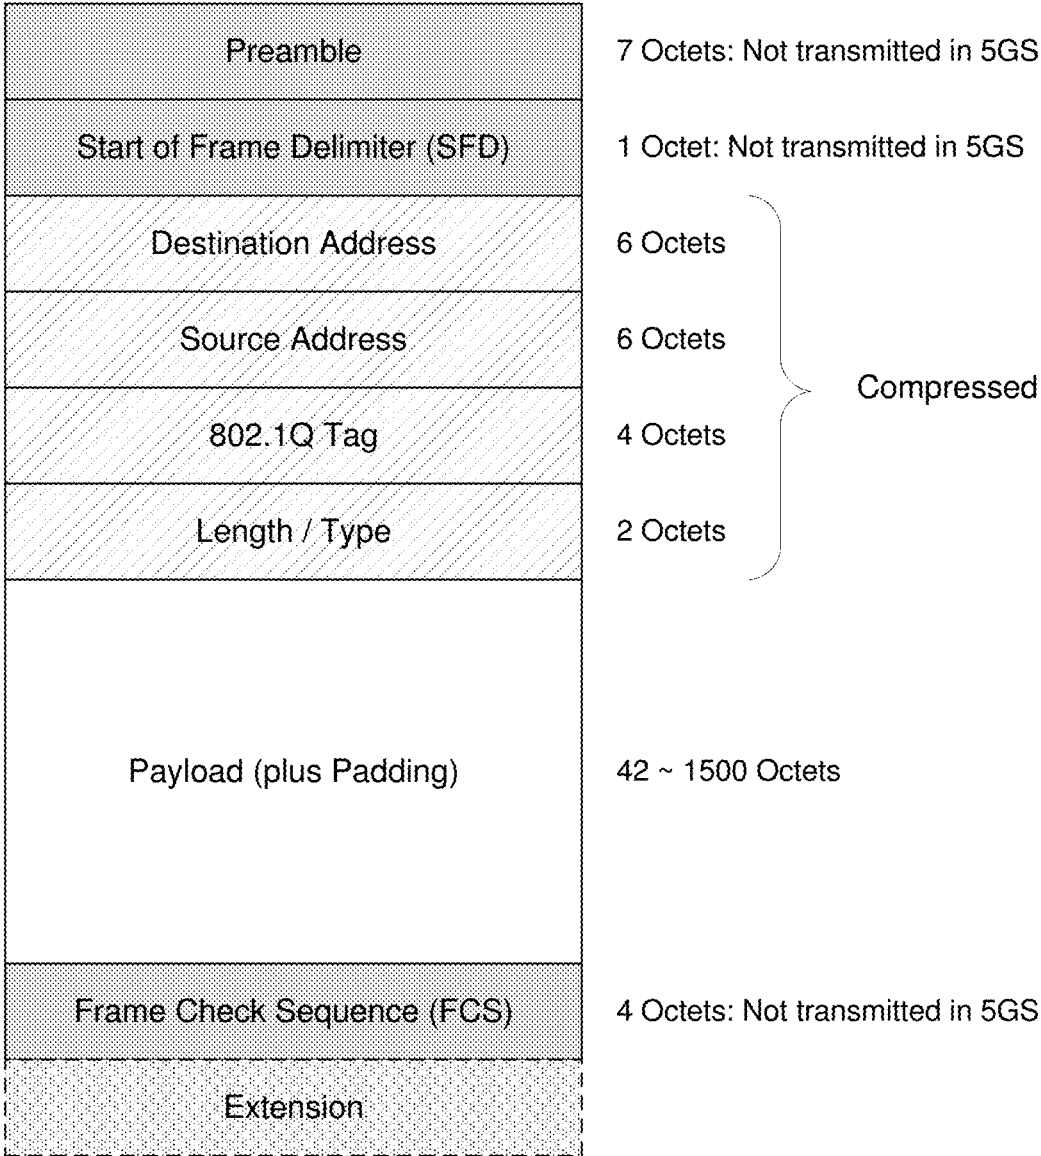 Preamble 7 Octets: Not transmitted in 5GS
Start of Frame Delimiter (SFD) 1 Octet: Not transmitted in 5GS
Destination Address 6 Octets
Source Address 6 Octets
Compressed
802.1Q Tag 4 Octets
Length / Type 2 Octets
Payload (plus Padding) 42 ~ 1500 Octets
Frame Check Sequence (FCS) 4 Octets: Not transmitted in 5GS
Extension